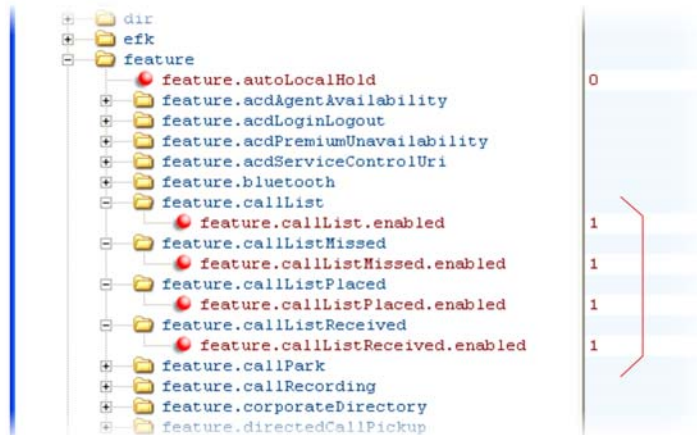 dir
efk
feature
feature.autoLocalHold 0
feature.acdAgentAvailability
feature.acdLoginLogout
feature.acdPremiumUnavailability
feature.acdServiceControlUri
feature.bluetooth
feature.callList
feature.callList.enabled 1
feature.callListMissed
feature.callListMissed.enabled 1
feature.callListPlaced
feature.callListPlaced.enabled 1
feature.callListReceived
feature.callListReceived.enabled 1
feature.callPark
feature.callRecording
feature.corporateDirectory
feature.directedCallPickup